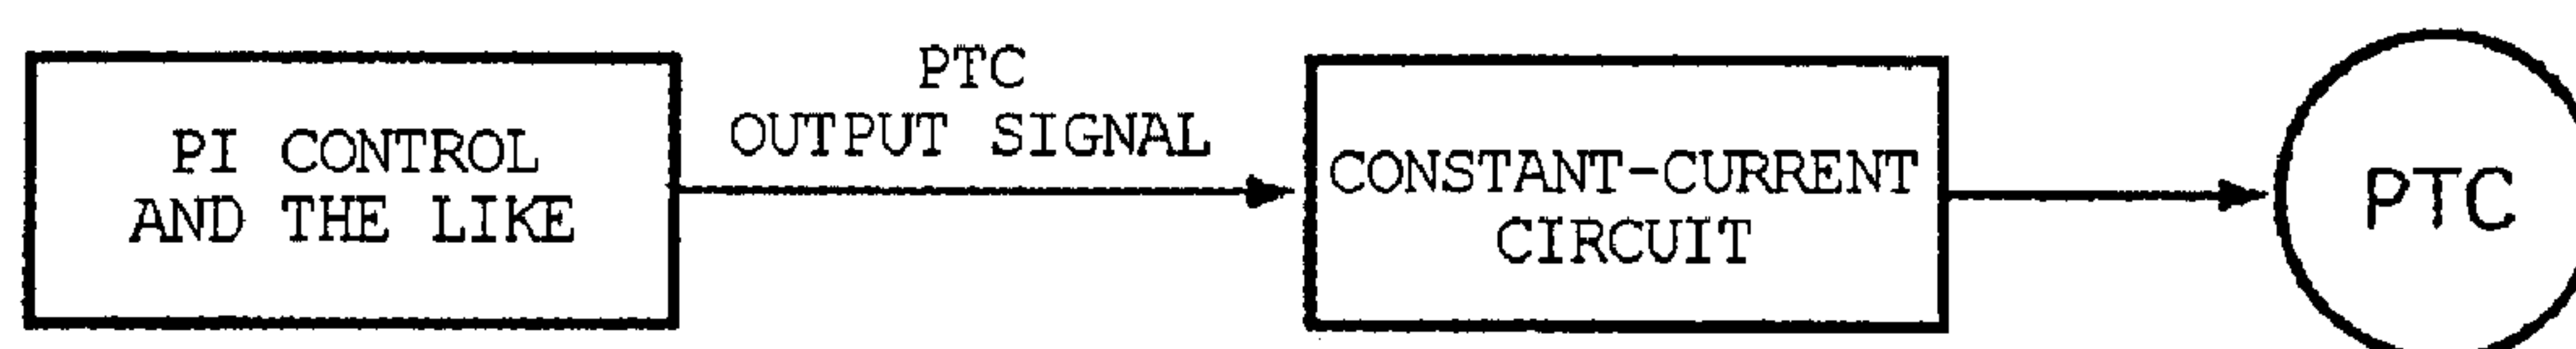 PI CONTROL
AND THE LIKE
PTC
OUTPUT SIGNAL
CONSTANT-CURRENT
CIRCUIT
PTC